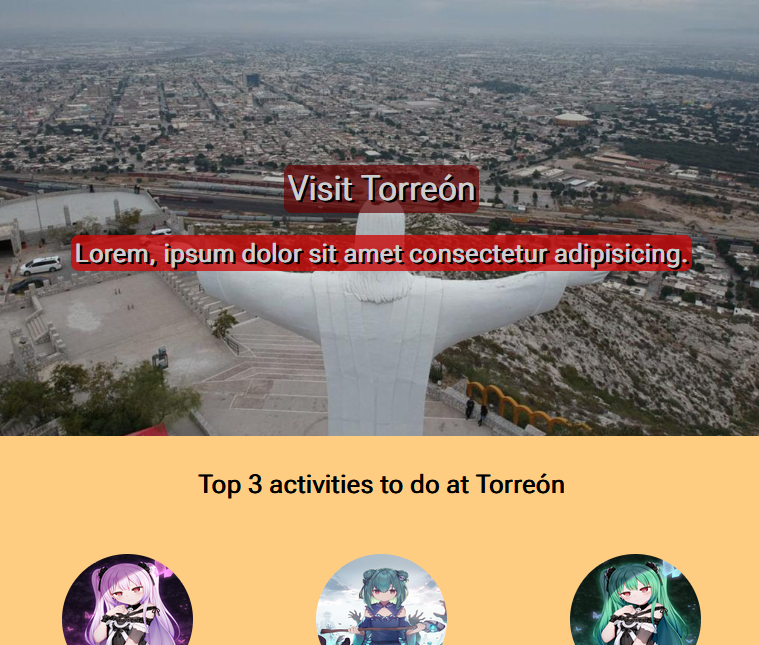 Visit Torreón
Lorem, ipsum dolor sit amet consectetur adipisicing.
Top 3 activities to do at Torreón